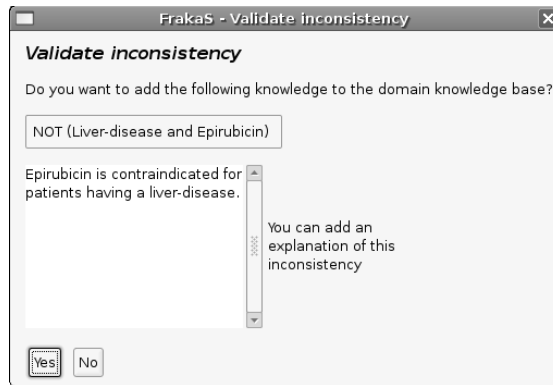 FrakaS - Validate inconsistency
Validate inconsistency
Do you want to add the following knowledge to the domain knowledge base?
NOT (Liver-disease and Epirubicin)
Epirubicin is contraindicated for
patients having a liver-disease.
You can add an
explanation of this
inconsistency
Yes No